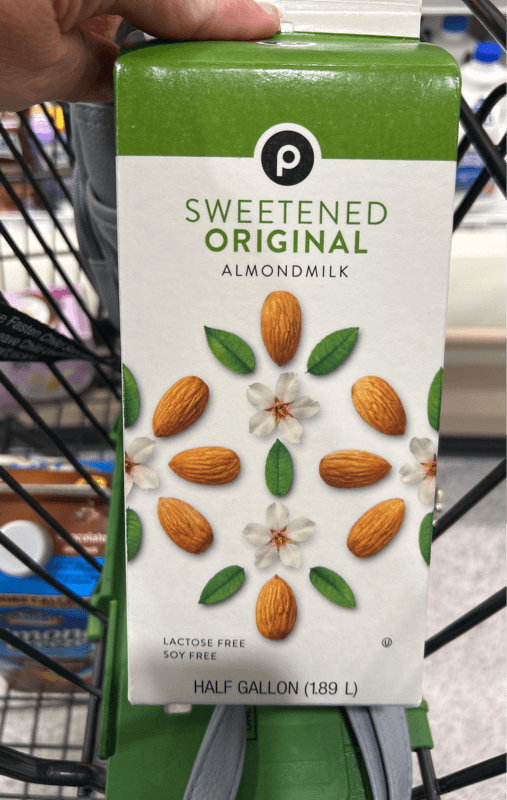 P
SWEETENED
ORIGINAL
ALMONDMILK
LACTOSE FREE
SOY FREE
U
HALF GALLON (1.89 L)